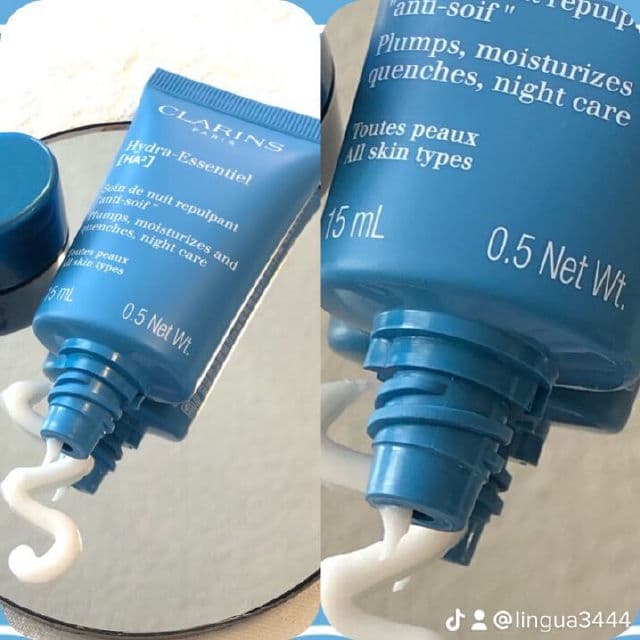 CLARINS
PARIS
Hydra-Essentiel
[HA²]
Soin de nuit repulpant
"anti-soif"
Plumps, moisturizes and
quenches, night care
Toutes peaux
All skin types
15 mL
0.5 Net Wt.
repulpant
"anti-soif"
Plumps, moisturizes
quenches, night care
Toutes peaux
All skin types
15 mL
0.5 Net Wt.
@lingua3444